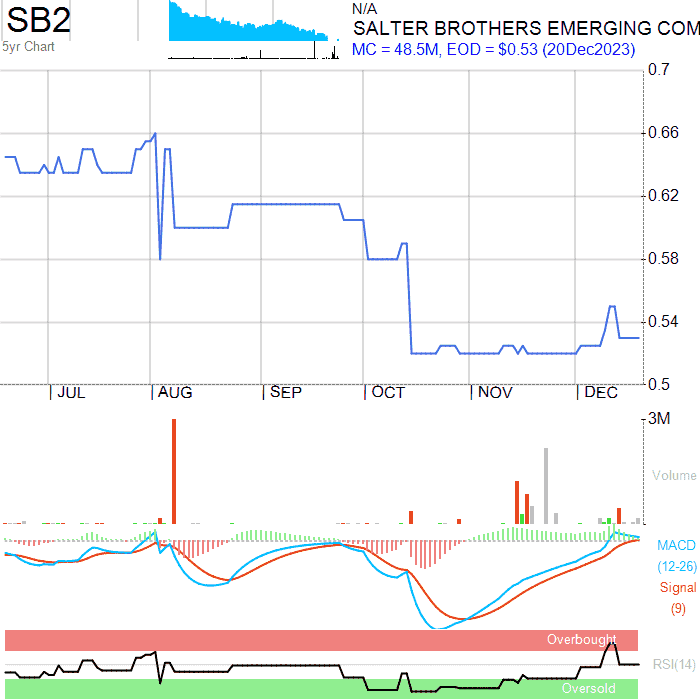 SB2
5yr Chart
N/A
SALTER BROTHERS EMERGING COM
MC = 48.5M, EOD = $0.53 (20Dec2023)
0.7
0.66
0.62
0.58
0.54
0.5
JUL AUG SEP OCT NOV DEC
3M
Volume
MACD
(12-26)
Signal
(9)
Overbought
RSI(14)
Oversold